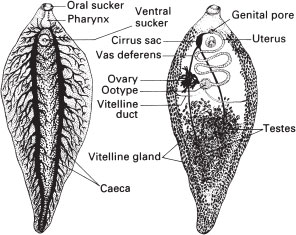 Oral sucker
Pharynx
Ventral
sucker
Genital pore
Cirrus sac
Uterus
Vas deferens
Ovary
Ootype
Vitelline
duct
Testes
Vitelline gland
Caeca